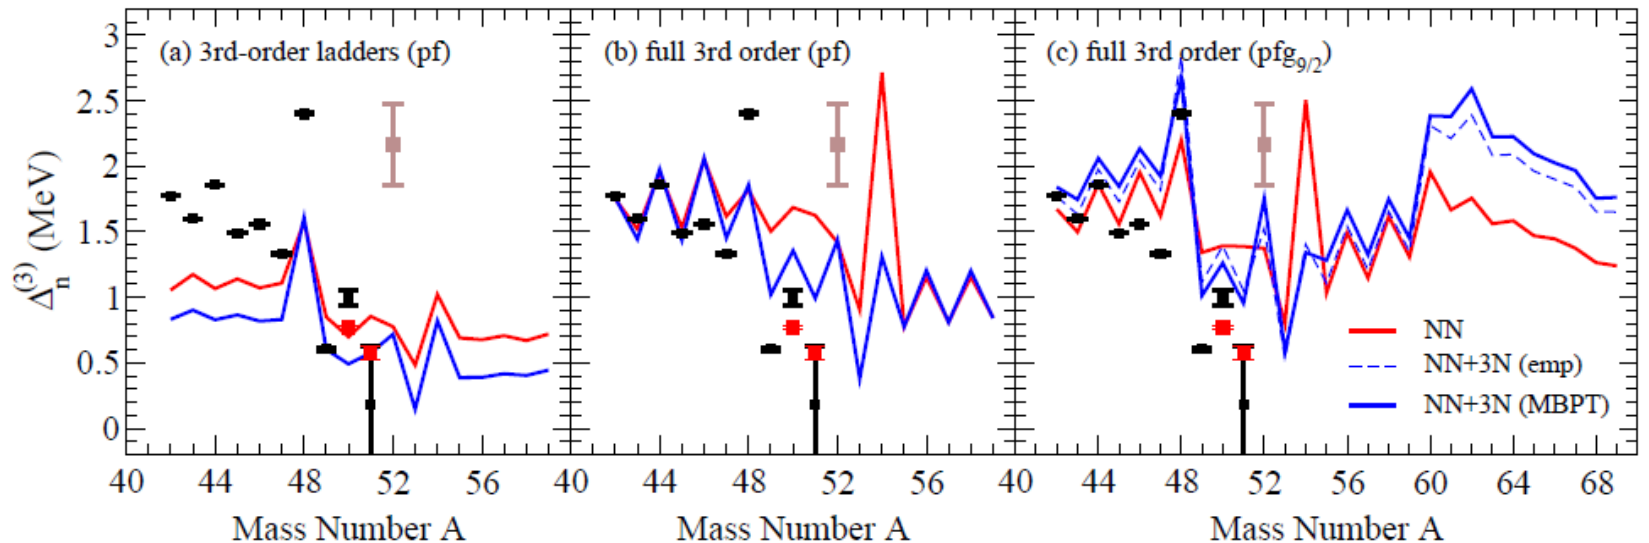 (a) 3rd-order ladders (pf)
(b) full 3rd order (pf)
(c) full 3rd order (pfg9/2)
Δn(3) (MeV)
3
2.5
2
1.5
1
0.5
0
NN
NN+3N (emp)
NN+3N (MBPT)
40 44 48 52 56 40 44 48 52 56 40 44 48 52 56 60 64 68
Mass Number A Mass Number A Mass Number A